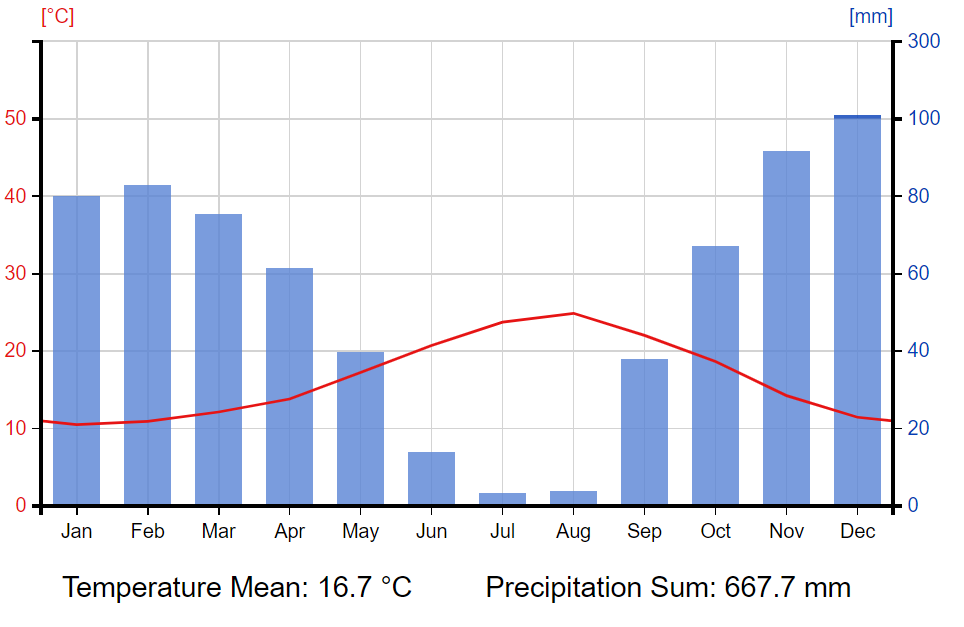 [°C] [mm]
300
50 100
40 80
30 60
20 40
10 20
0 0
Jan Feb Mar Apr May Jun Jul Aug Sep Oct Nov Dec
Temperature Mean: 16.7 °C Precipitation Sum: 667.7 mm